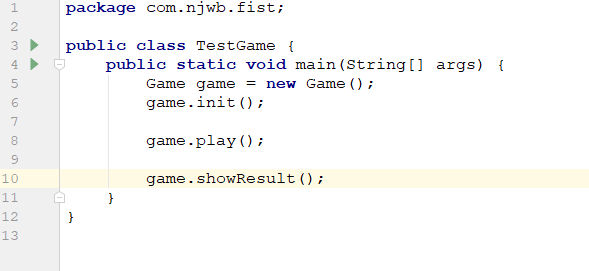 1 package com.njwb.fist;
2
3 public class TestGame {
4     public static void main(String[] args) {
5         Game game = new Game();
6         game.init();
7
8         game.play();
9
10         game.showResult();
11     }
12 }
13